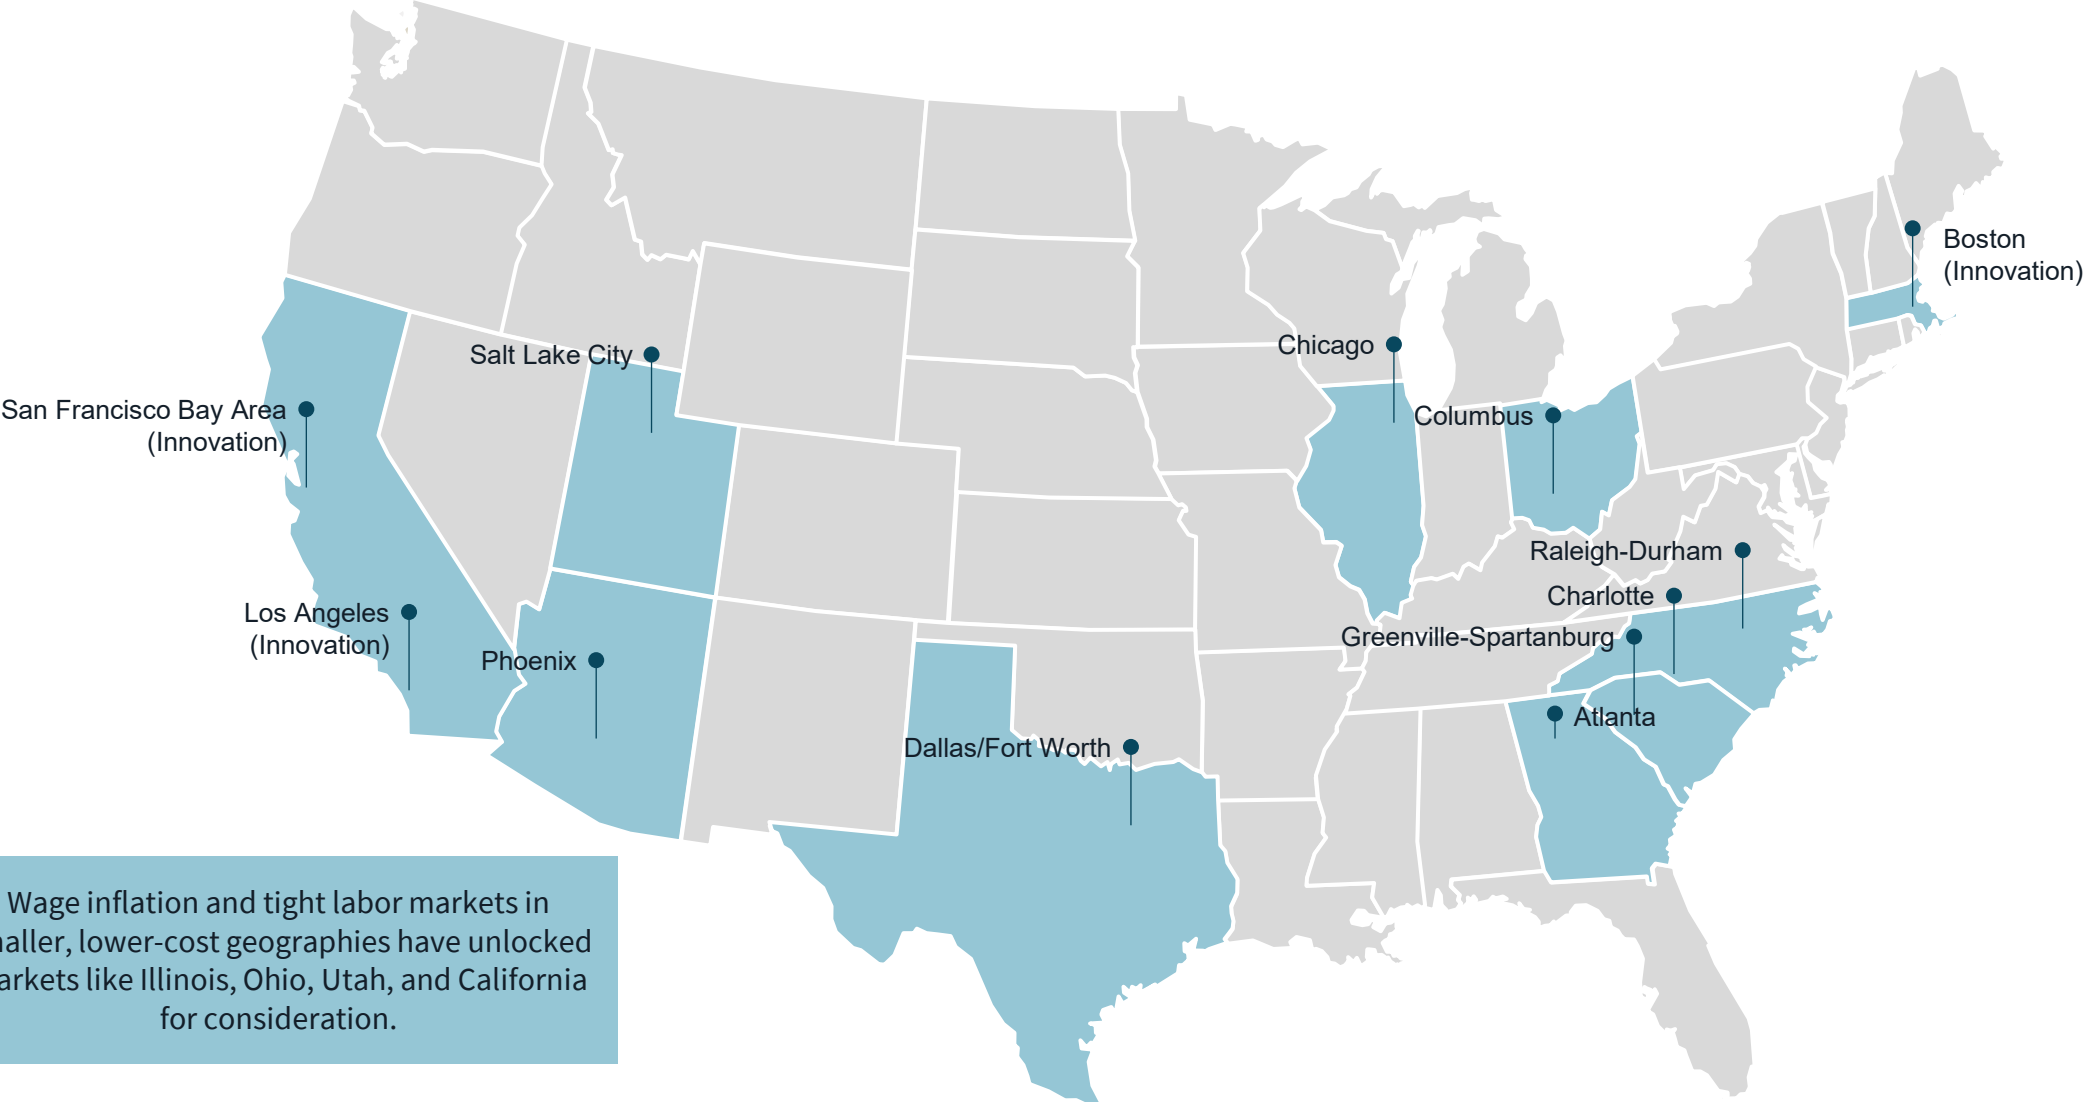 Boston
(Innovation)
Chicago
Salt Lake City
San Francisco Bay Area
(Innovation)
Columbus
Raleigh-Durham
Charlotte
Los Angeles
(Innovation)
Greenville-Spartanburg
Phoenix
Atlanta
Dallas/Fort Worth
Wage inflation and tight labor markets in
aller, lower-cost geographies have unlocked
arkets like Illinois, Ohio, Utah, and California
for consideration.